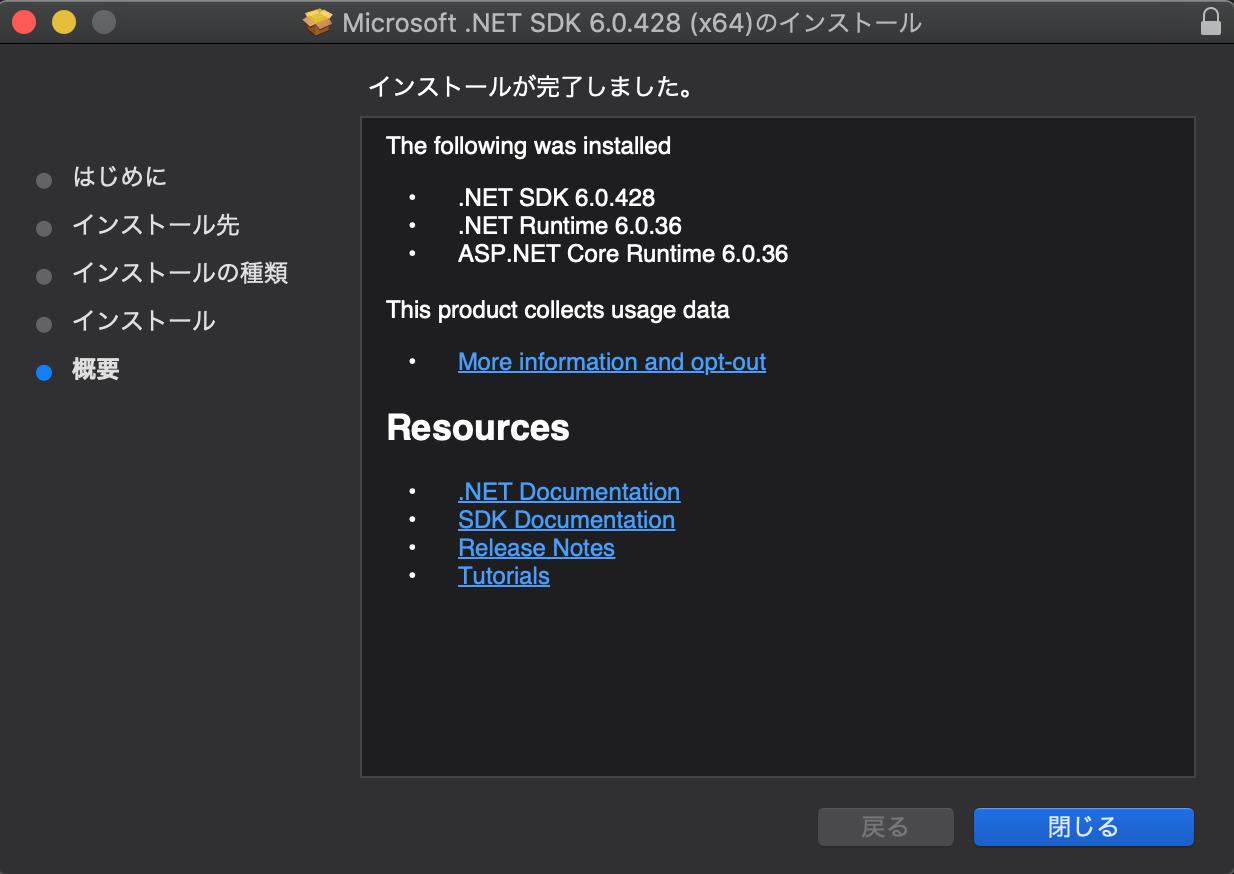 Microsoft .NET SDK 6.0.428 (x64)のインストール
インストールが完了しました。
はじめに
インストール先
インストールの種類
インストール
概要
The following was installed
• .NET SDK 6.0.428
• .NET Runtime 6.0.36
• ASP.NET Core Runtime 6.0.36
This product collects usage data
• More information and opt-out
Resources
• .NET Documentation
• SDK Documentation
• Release Notes
• Tutorials
戻る
閉じる